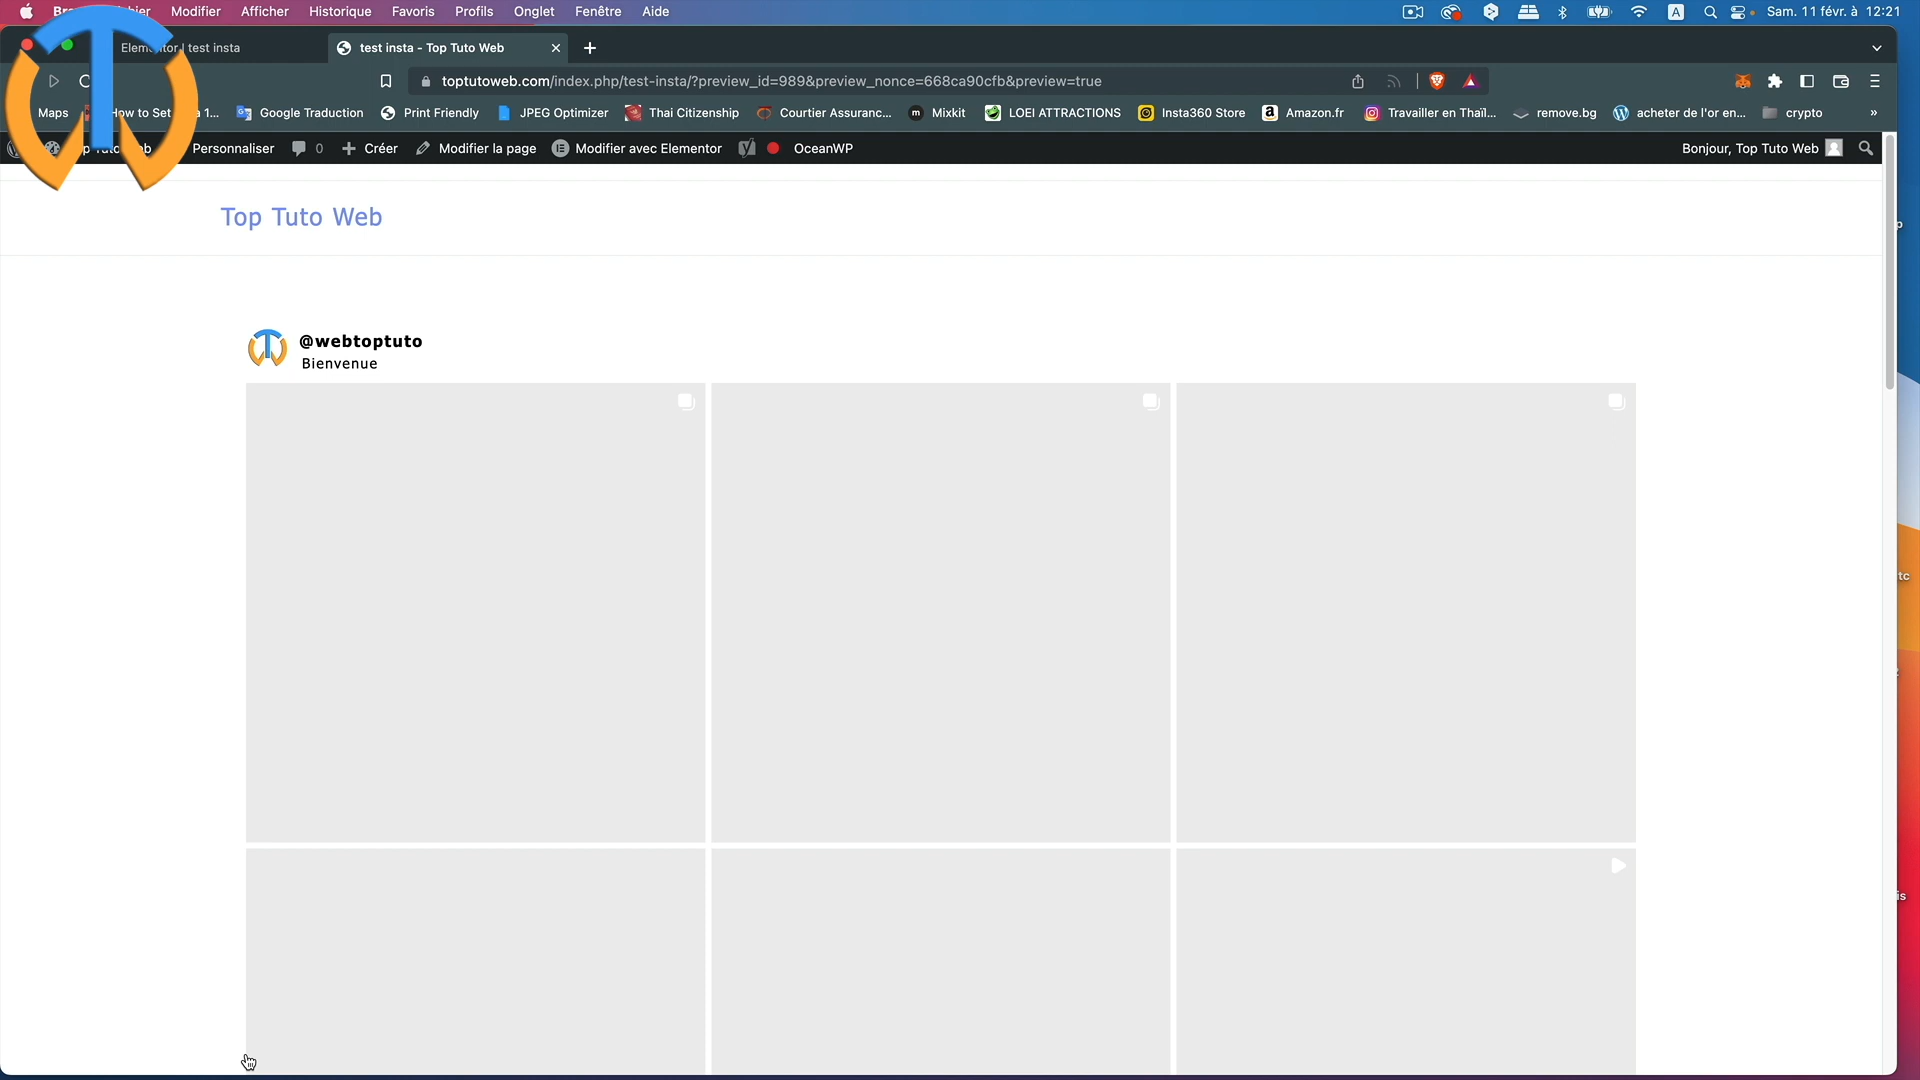 Modifier Afficher Historique Favoris Profils Onglet Fenêtre Aide A Sam. 11 févr. à 12:21
test insta
test insta - Top Tuto Web
toptutoweb.com/index.php/test-insta/?preview_id=989&preview_nonce=668ca90cfb&preview=true
Maps How to Set 1... Google Traduction Print Friendly JPEG Optimizer Thai Citizenship Courtier Assuranc... m Mixkit LOEI ATTRACTIONS Insta360 Store Amazon.fr Travailler en Thaïl... remove.bg acheter de l'or en... crypto »
Personnaliser 0 Créer Modifier la page Modifier avec Elementor OceanWP Bonjour, Top Tuto Web
Top Tuto Web
@webtoptuto
Bienvenue